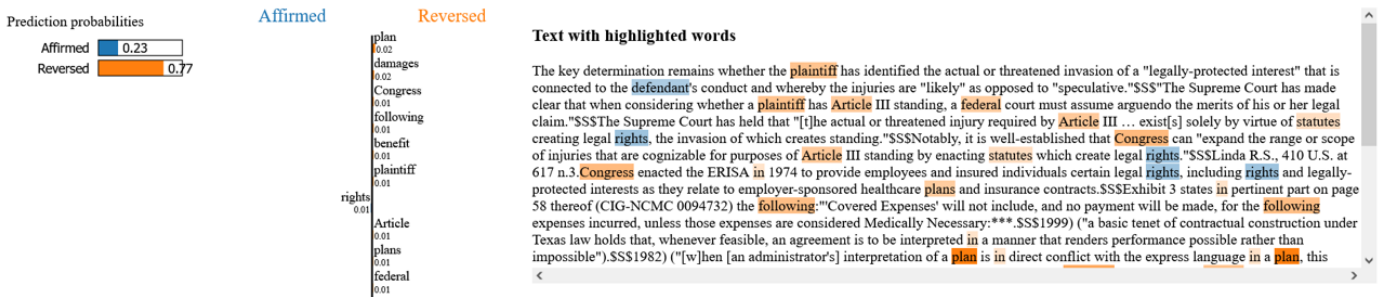 Prediction probabilities
Affirmed 0.23
Reversed 0.77
Affirmed Reversed
plan
0.02
damages
0.02
Congress
0.01
following
0.01
benefit
0.01
plaintiff
0.01
rights
0.01
Article
0.01
plans
0.01
federal
0.01
Text with highlighted words
The key determination remains whether the plaintiff has identified the actual or threatened invasion of a "legally-protected interest" that is
connected to the defendant's conduct and whereby the injuries are "likely" as opposed to "speculative."$S$"The Supreme Court has made
clear that when considering whether a plaintiff has Article III standing, a federal court must assume arguendo the merits of his or her legal
claim."$S$The Supreme Court has held that "[t]he actual or threatened injury required by Article III … exist[s] solely by virtue of statutes
creating legal rights, the invasion of which creates standing."$S$Notably, it is well-established that Congress can "expand the range or scope
of injuries that are cognizable for purposes of Article III standing by enacting statutes which create legal rights."$S$Linda R.S., 410 U.S. at
617 n.3.Congress enacted the ERISA in 1974 to provide employees and insured individuals certain legal rights, including rights and legally-
protected interests as they relate to employer-sponsored healthcare plans and insurance contracts.$S$Exhibit 3 states in pertinent part on page
58 thereof (CIG-NCMC 0094732) the following:"'Covered Expenses' will not include, and no payment will be made, for the following
expenses incurred, unless those expenses are considered Medically Necessary:***.$S$1999) ("a basic tenet of contractual construction under
Texas law holds that, whenever feasible, an agreement is to be interpreted in a manner that renders performance possible rather than
impossible").$S$1982) ("[w]hen [an administrator's] interpretation of a plan is in direct conflict with the express language in a plan, this